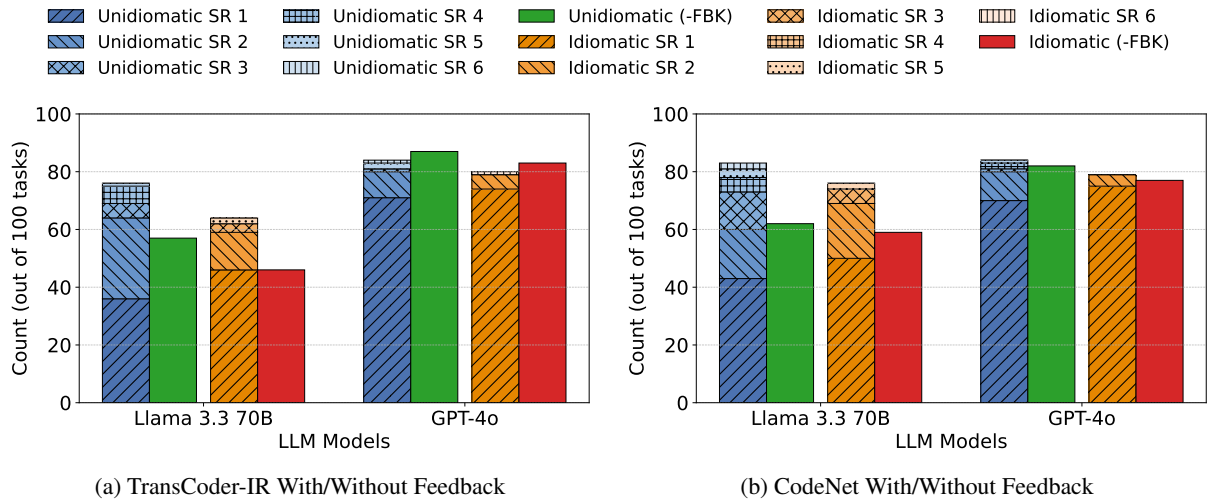 Unidiomatic SR 1
Unidiomatic SR 2
Unidiomatic SR 3
Unidiomatic SR 4
Unidiomatic SR 5
Unidiomatic SR 6
Unidiomatic (-FBK)
Idiomatic SR 1
Idiomatic SR 2
Idiomatic SR 3
Idiomatic SR 4
Idiomatic SR 5
Idiomatic SR 6
Idiomatic (-FBK)
Count (out of 100 tasks)
100
80
60
40
20
0
Llama 3.3 70B
GPT-4o
LLM Models
(a) TransCoder-IR With/Without Feedback
Count (out of 100 tasks)
100
80
60
40
20
0
Llama 3.3 70B
GPT-4o
LLM Models
(b) CodeNet With/Without Feedback